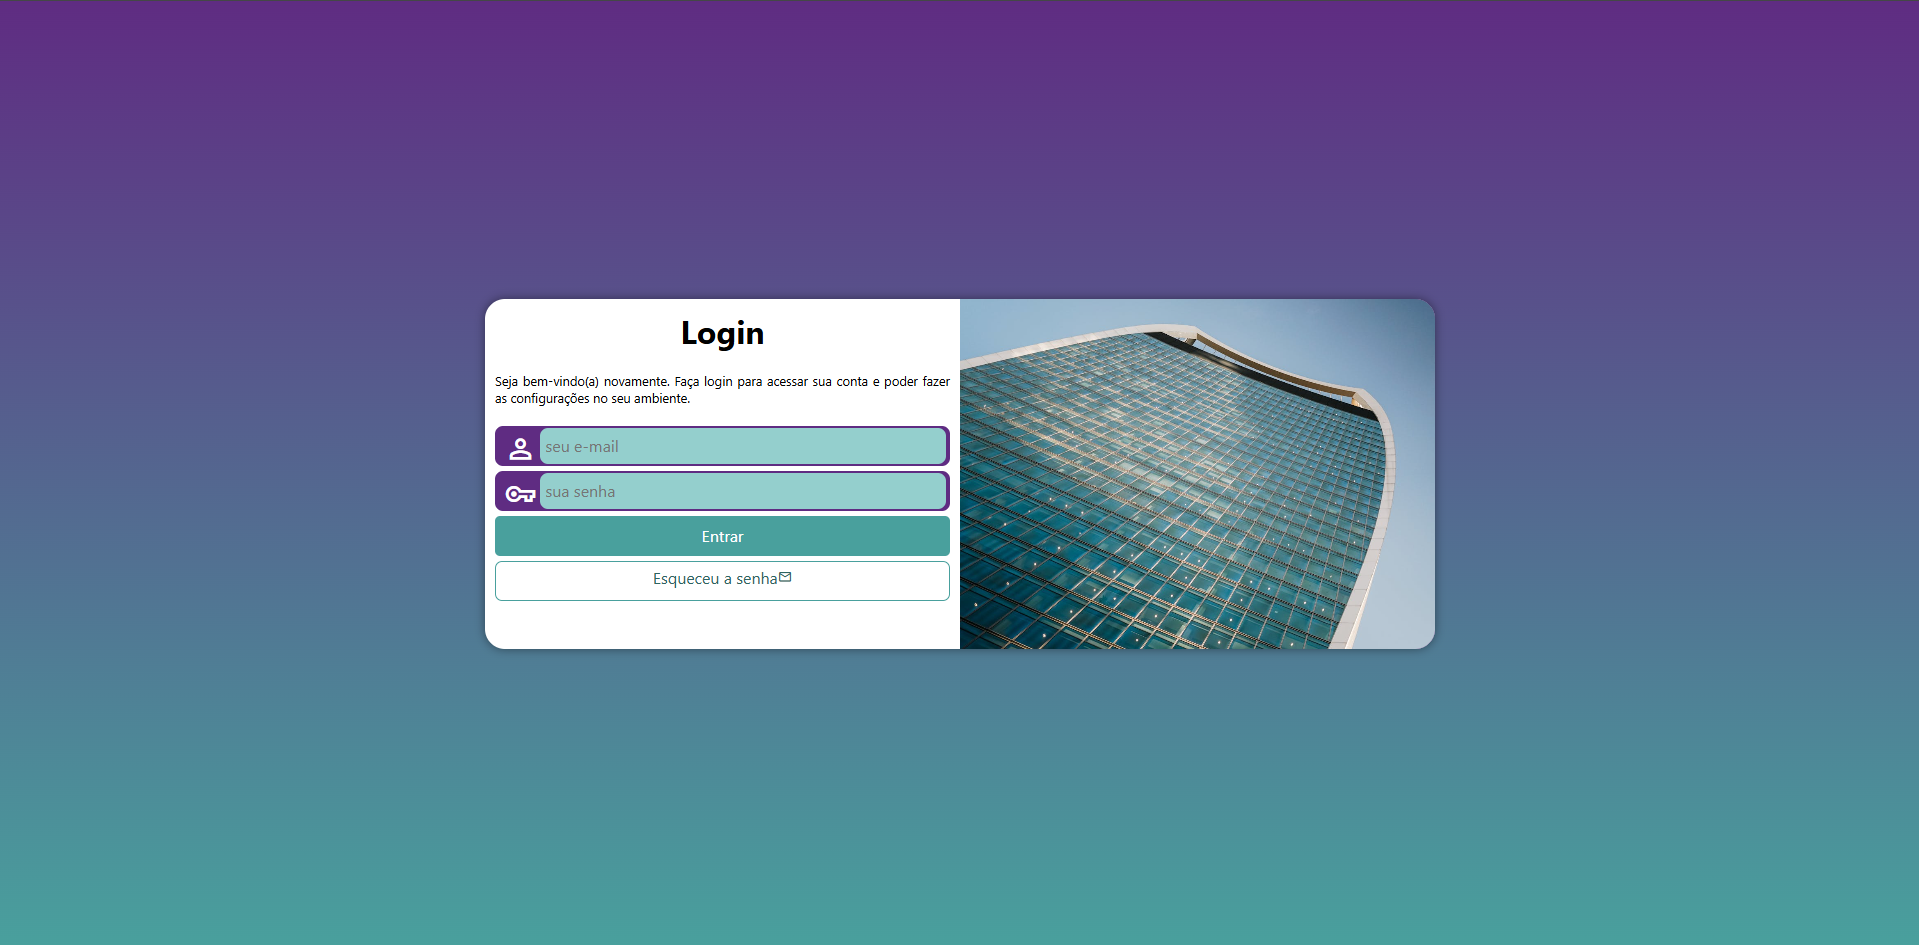 Login
Seja bem-vindo(a) novamente. Faça login para acessar sua conta e poder fazer
as configurações no seu ambiente.
seu e-mail
sua senha
Entrar
Esqueceu a senha